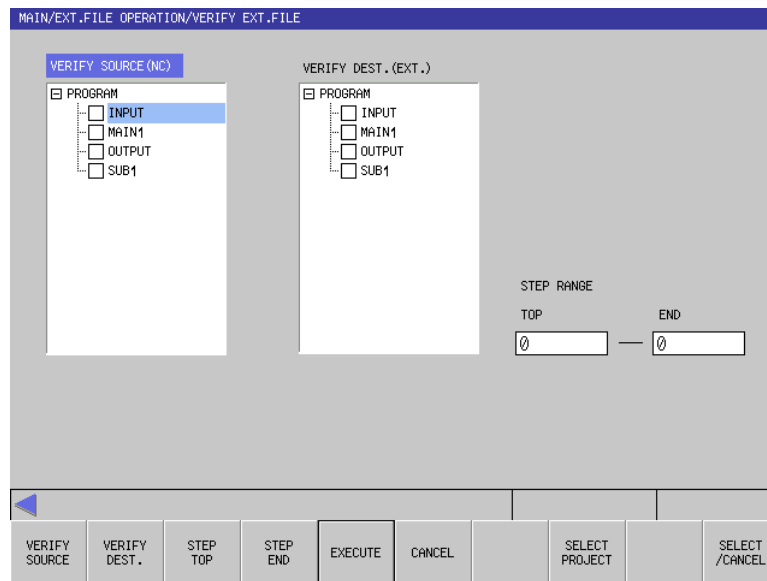 MAIN/EXT.FILE OPERATION/VERIFY EXT.FILE
VERIFY SOURCE(NC)
PROGRAM
INPUT
MAIN1
OUTPUT
SUB1
VERIFY DEST.(EXT.)
PROGRAM
INPUT
MAIN1
OUTPUT
SUB1
STEP RANGE
TOP
END
0
0
VERIFY
SOURCE
VERIFY
DEST.
STEP
TOP
STEP
END
EXECUTE
CANCEL
SELECT
PROJECT
SELECT
/CANCEL